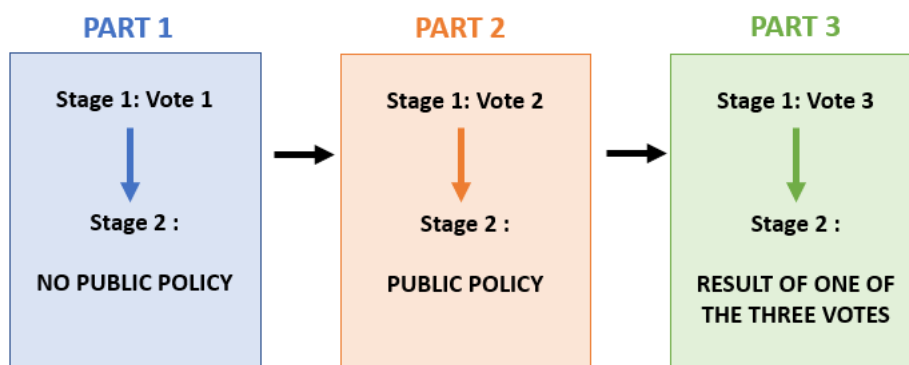 PART 1
Stage 1: Vote 1
Stage 2 :
NO PUBLIC POLICY
PART 2
Stage 1: Vote 2
Stage 2 :
PUBLIC POLICY
PART 3
Stage 1: Vote 3
Stage 2 :
RESULT OF ONE OF
THE THREE VOTES